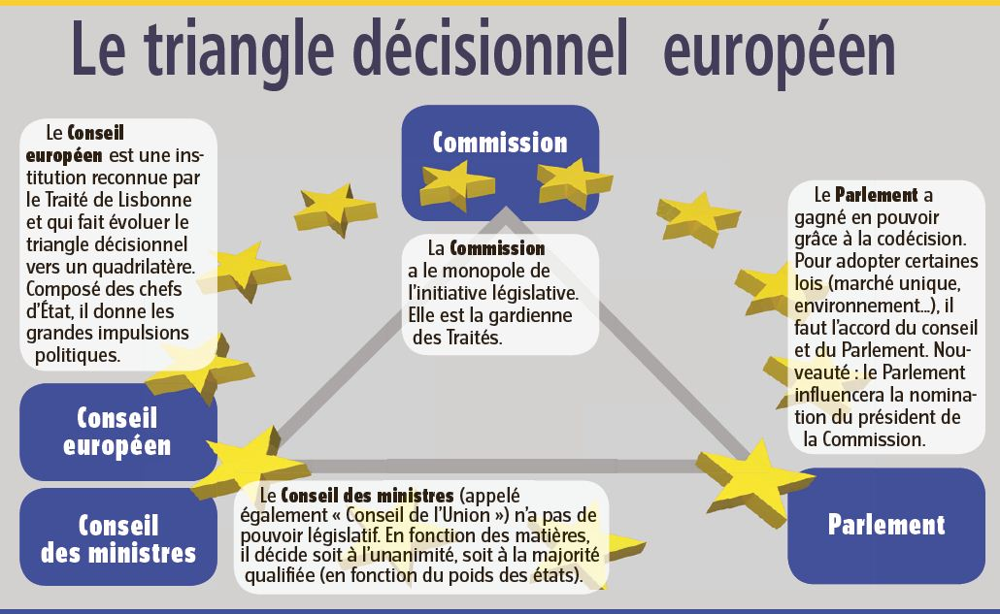 Le triangle décisionnel européen
Le Conseil
européen est une ins-
titution reconnue par
le Traité de Lisbonne
et qui fait évoluer le
triangle décisionnel
vers un quadrilatère.
Composé des chefs
d’État, il donne les
grandes impulsions
politiques.
Commission
La Commission
a le monopole de
l’initiative législative.
Elle est la gardienne
des Traités.
Le Parlement a
gagné en pouvoir
grâce à la codécision.
Pour adopter certaines
lois (marché unique,
environnement...), il
faut l’accord du conseil
et du Parlement. Nou-
veauté : le Parlement
influencera la nomina-
tion du président de
la Commission.
Conseil
européen
Conseil
des ministres
Le Conseil des ministres (appelé
également « Conseil de l’Union ») n’a pas de
pouvoir législatif. En fonction des matières,
il décide soit à l’unanimité, soit à la majorité
qualifiée (en fonction du poids des états).
Parlement